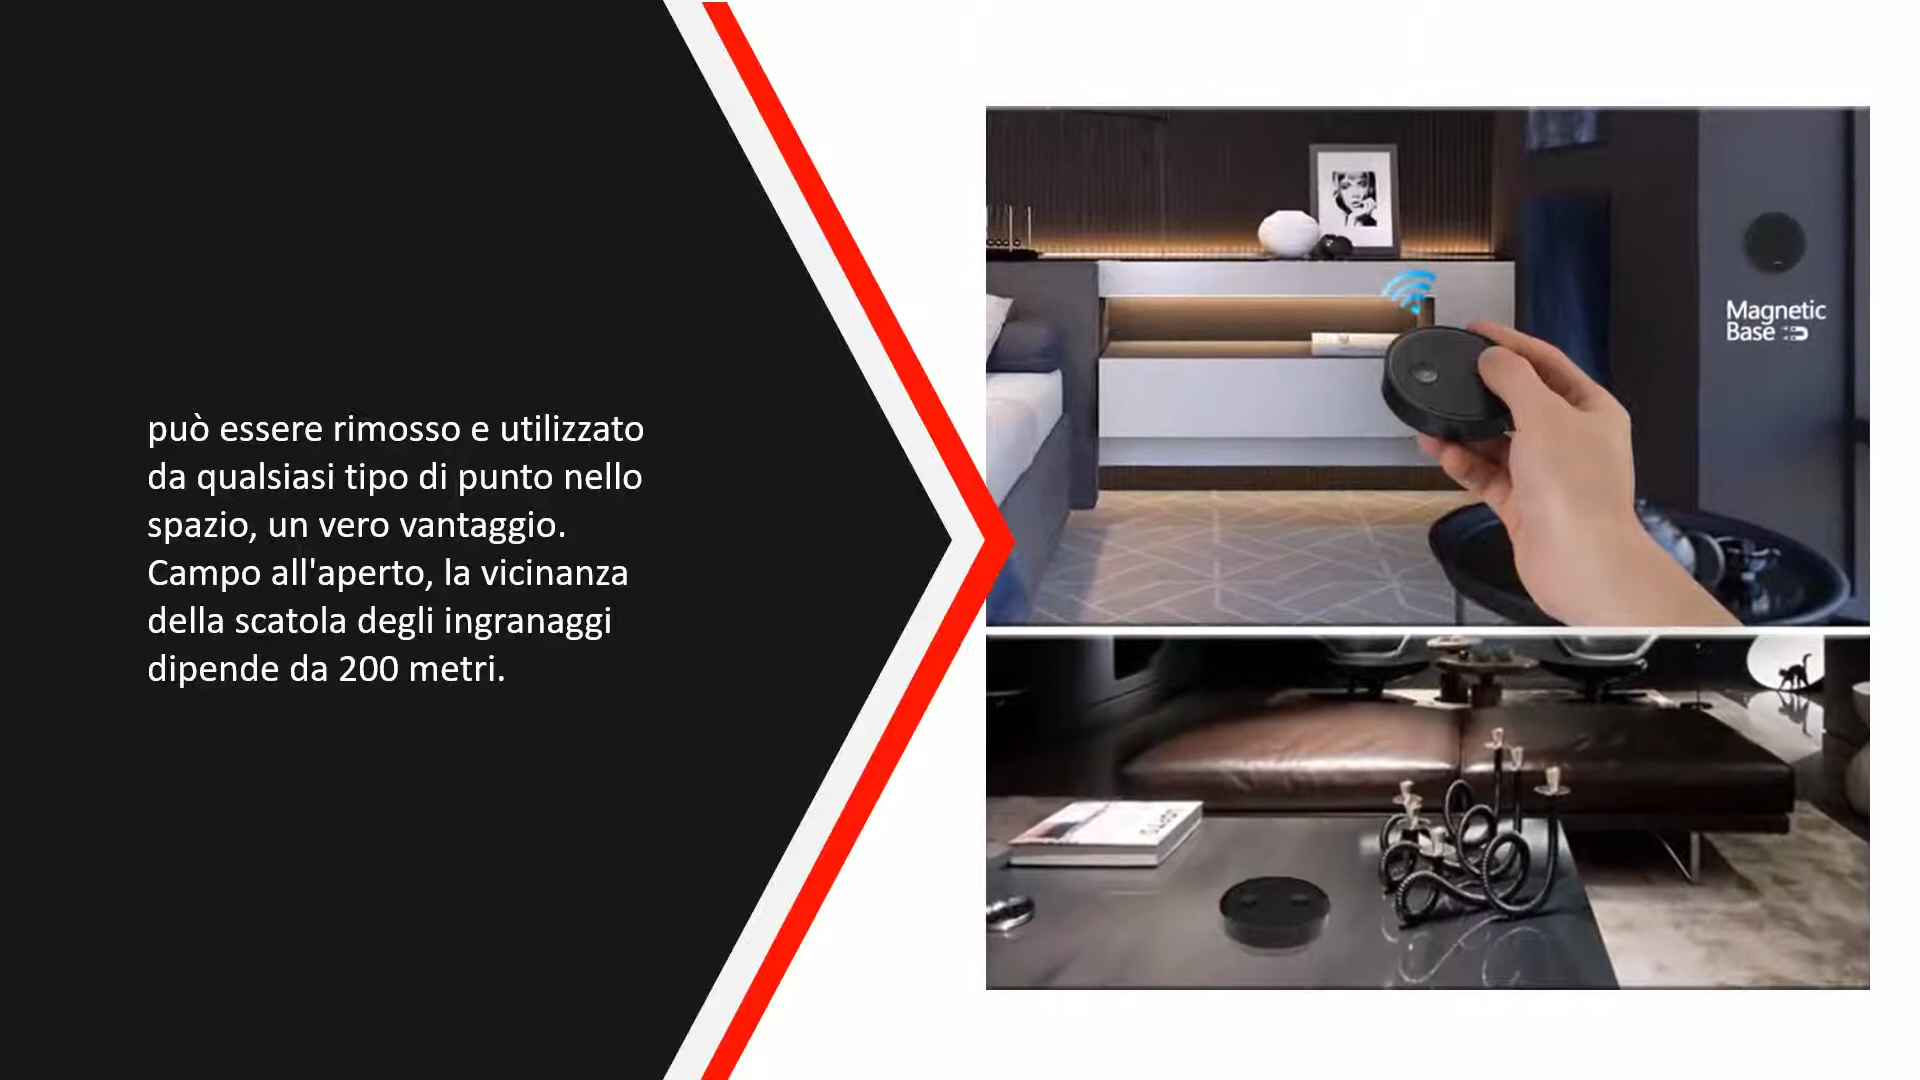 può essere rimosso e utilizzato
da qualsiasi tipo di punto nello
spazio, un vero vantaggio.
Campo all'aperto, la vicinanza
della scatola degli ingranaggi
dipende da 200 metri.
Magnetic
Base